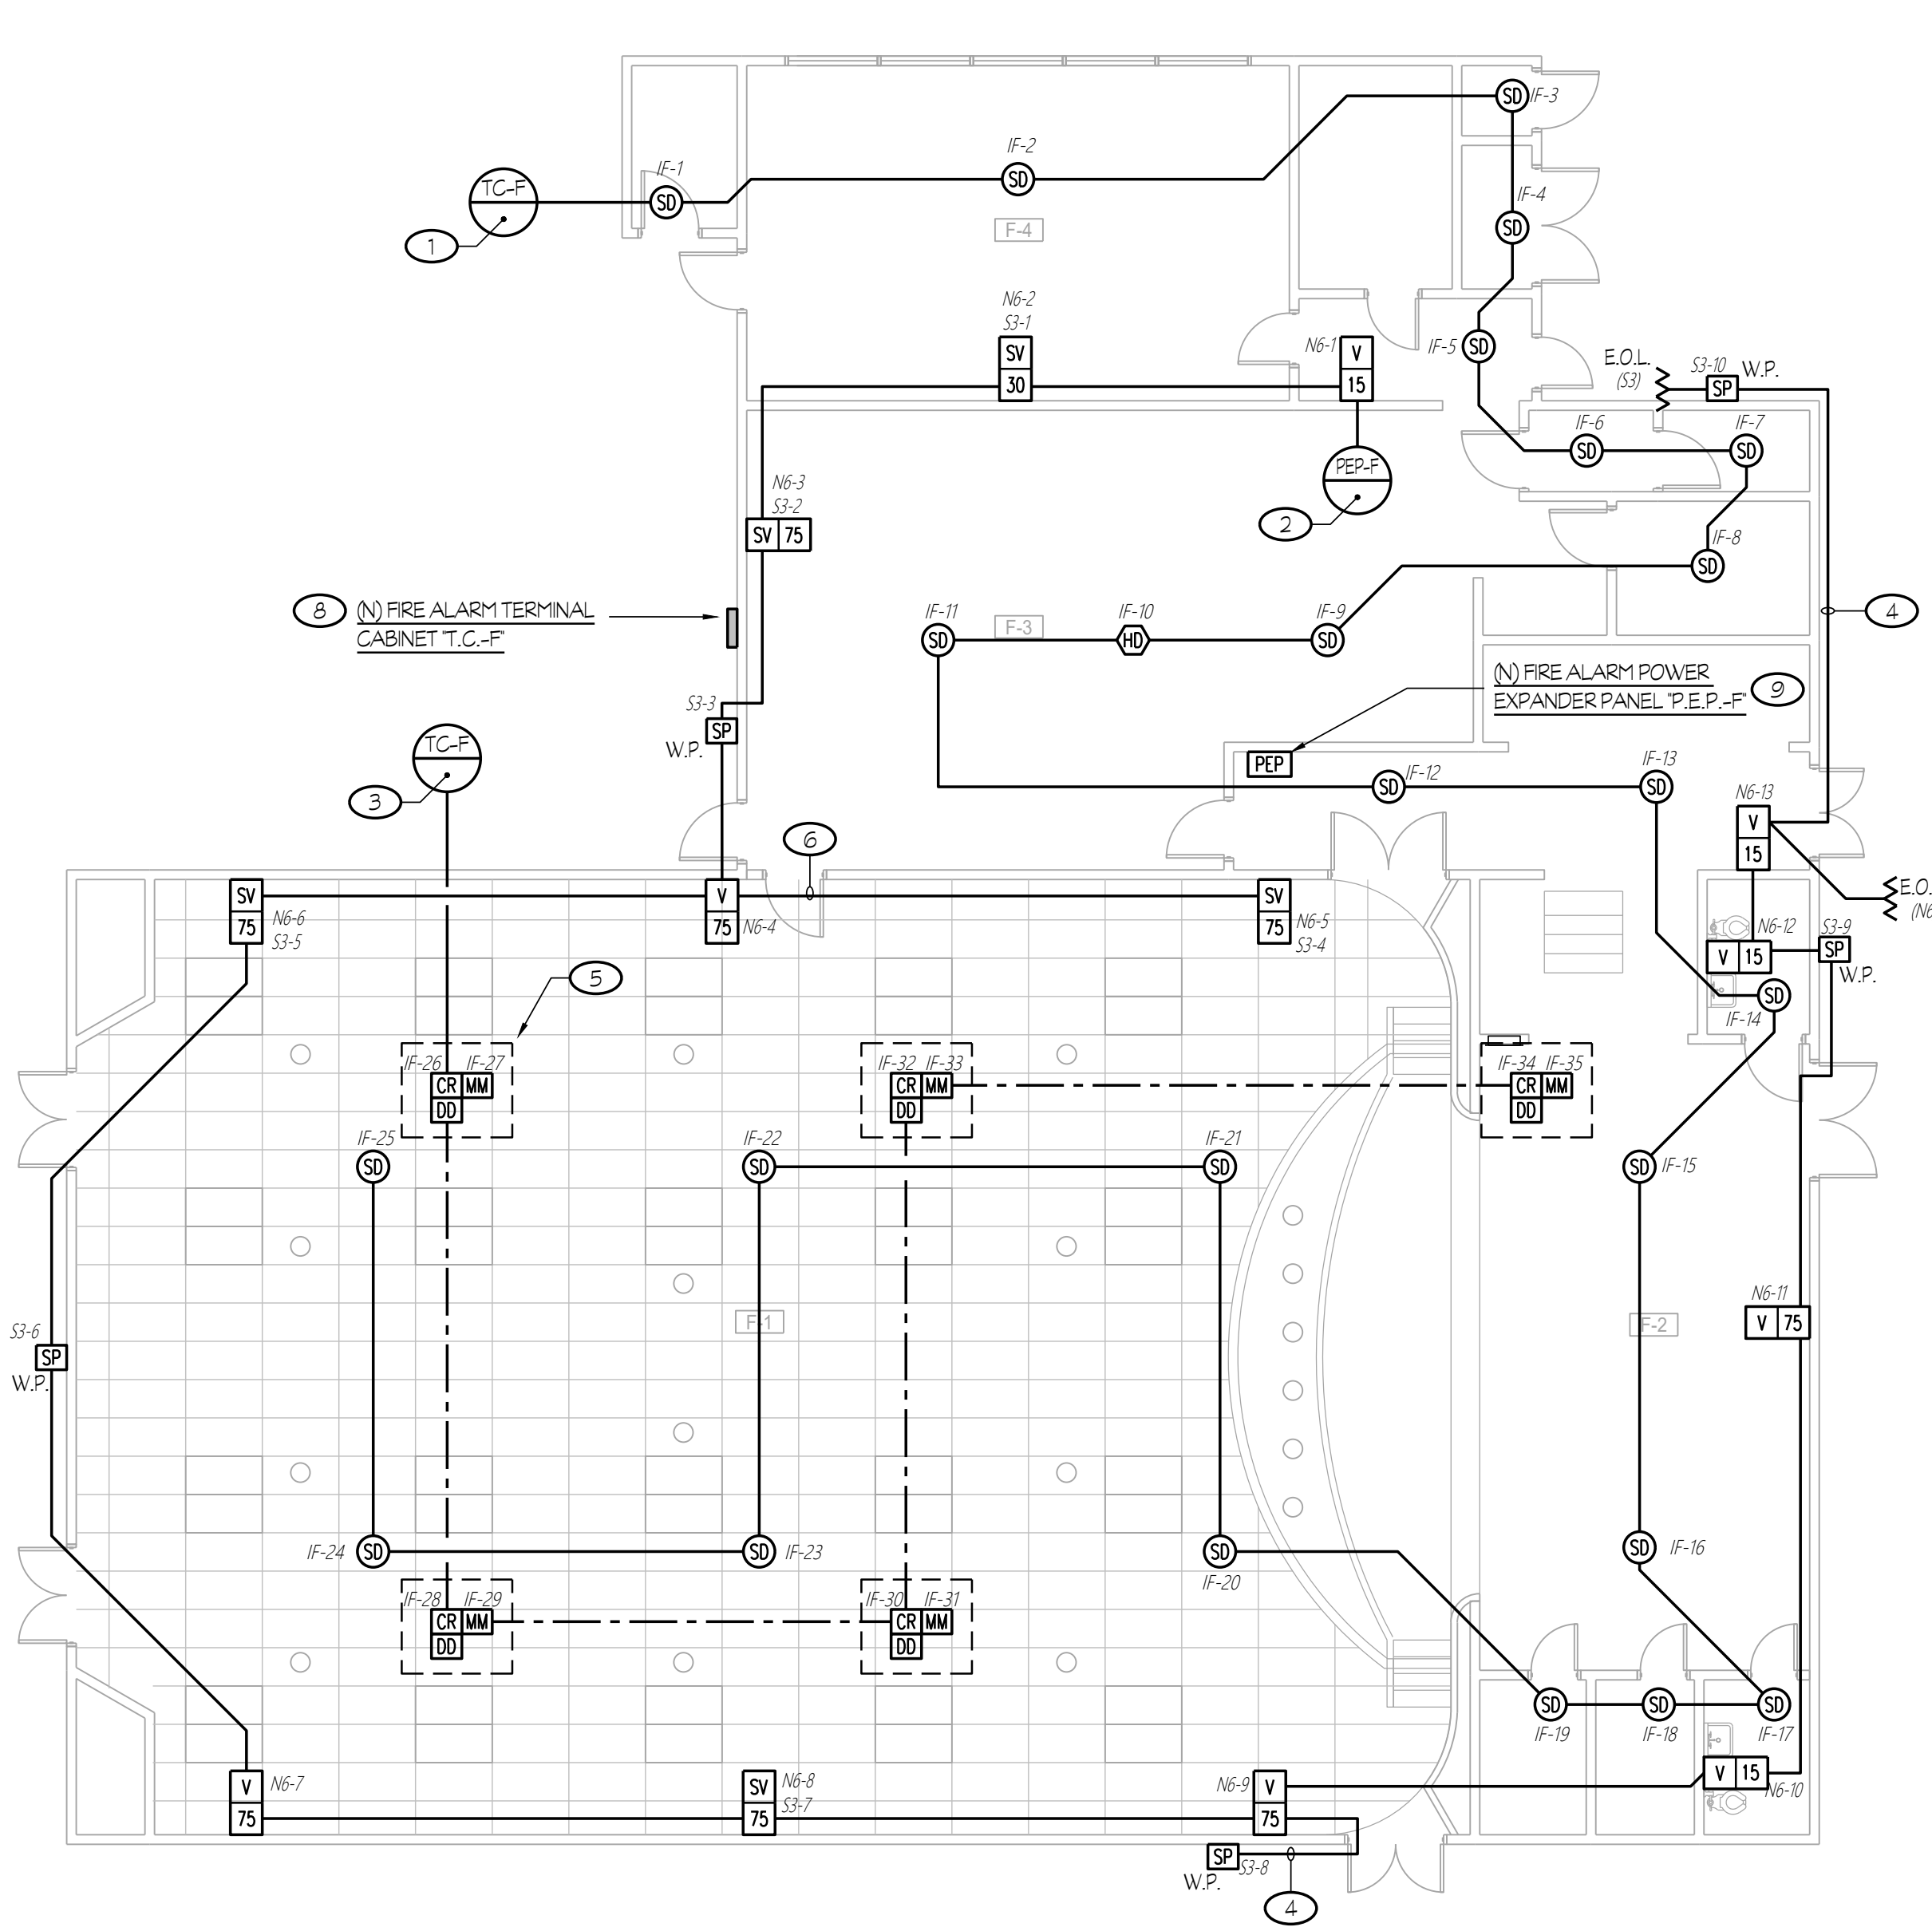 IF-3
SD
IF-2
SD
IF-1
SD
TC-F
1
IF-4
SD
F-4
N6-2
S3-1
SV
30
N6-1
V
15
IF-5
SD
E.O.L.
(S3)
S3-10
SP
W.P.
IF-6
SD
IF-7
SD
PEP-F
2
N6-3
S3-2
SV 75
IF-8
SD
8
(N) FIRE ALARM TERMINAL
CABINET "T.C.-F"
IF-11
SD
F-3
IF-10
HD
IF-9
SD
4
(N) FIRE ALARM POWER
EXPANDER PANEL "P.E.P.-F"
9
S3-3
SP
W.P.
TC-F
3
PEP
IF-12
SD
IF-13
SD
N6-13
V
15
6
SV
75
N6-6
S3-5
V
75
N6-4
SV
75
N6-5
S3-4
E.O.
(N6
N6-12
V 15
S3-9
SP
W.P.
5
SD
IF-14
IF-26 IF-27
CR MM
DD
IF-32 IF-33
CR MM
DD
IF-34 IF-35
CR MM
DD
IF-25
SD
IF-22
SD
IF-21
SD
SD
IF-15
N6-11
V 75
F-1
F-2
S3-6
SP
W.P.
IF-24
SD
SD
IF-23
SD
IF-20
SD
IF-16
IF-28 IF-29
CR MM
DD
IF-30 IF-31
CR MM
DD
SD
IF-19
SD
IF-18
SD
IF-17
V
75
N6-7
SV
75
N6-8
S3-7
N6-9
V
75
V 15
N6-10
SP
S3-8
W.P.
4